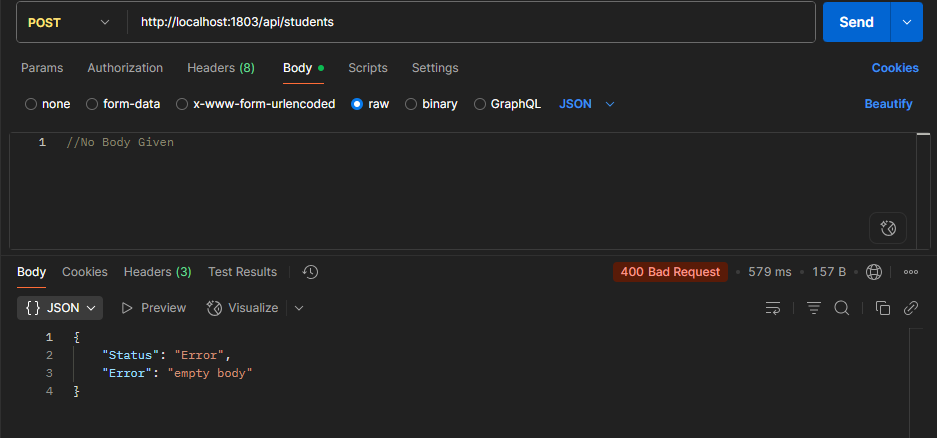 POST http://localhost:1803/api/students Send
Params Authorization Headers (8) Body Scripts Settings Cookies
none form-data x-www-form-urlencoded raw binary GraphQL JSON Beautify
1 //No Body Given
Body Cookies Headers (3) Test Results 400 Bad Request 579 ms 157 B
{} JSON Preview Visualize
1 {
2 "Status": "Error",
3 "Error": "empty body"
4 }